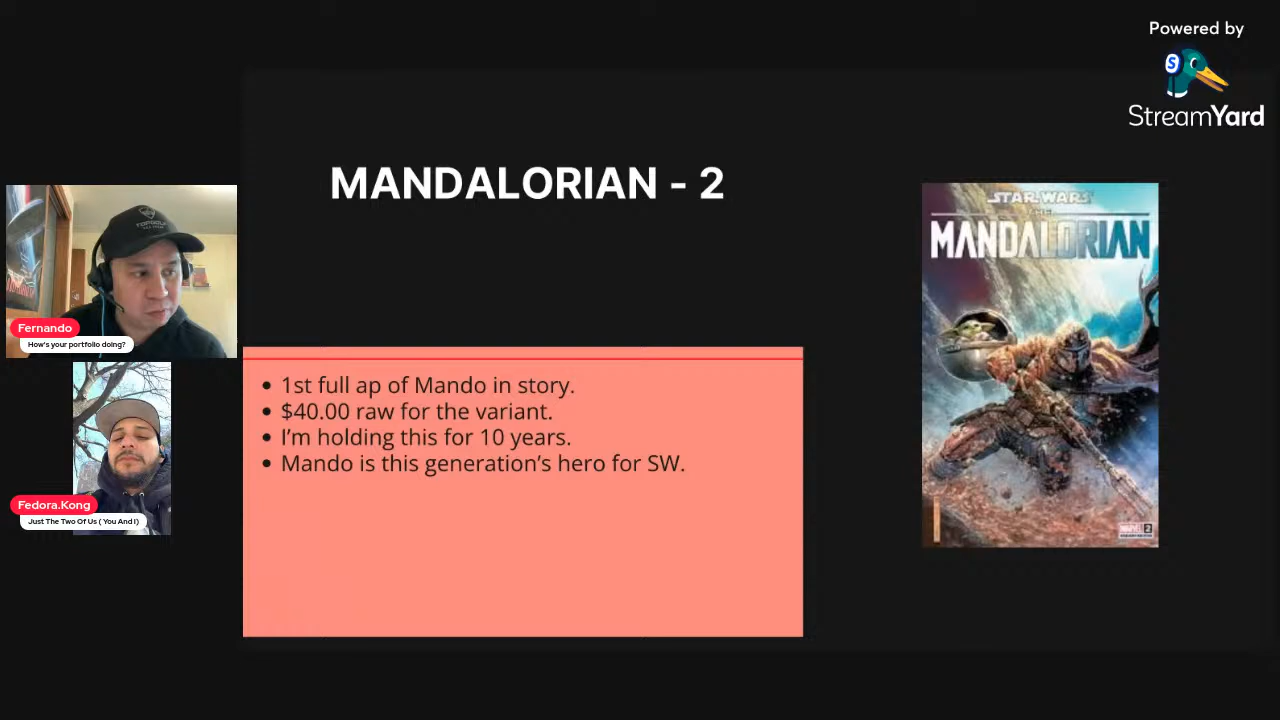 Powered by
S
StreamYard
MANDALORIAN - 2
STAR WARS
THE
MANDALORIAN
Fernando
How's your portfolio doing?
1st full ap of Mando in story.
$40.00 raw for the variant.
I'm holding this for 10 years.
Mando is this generation's hero for SW.
Fedora.Kong
Just The Two Of Us ( You And I)
MARVEL 2